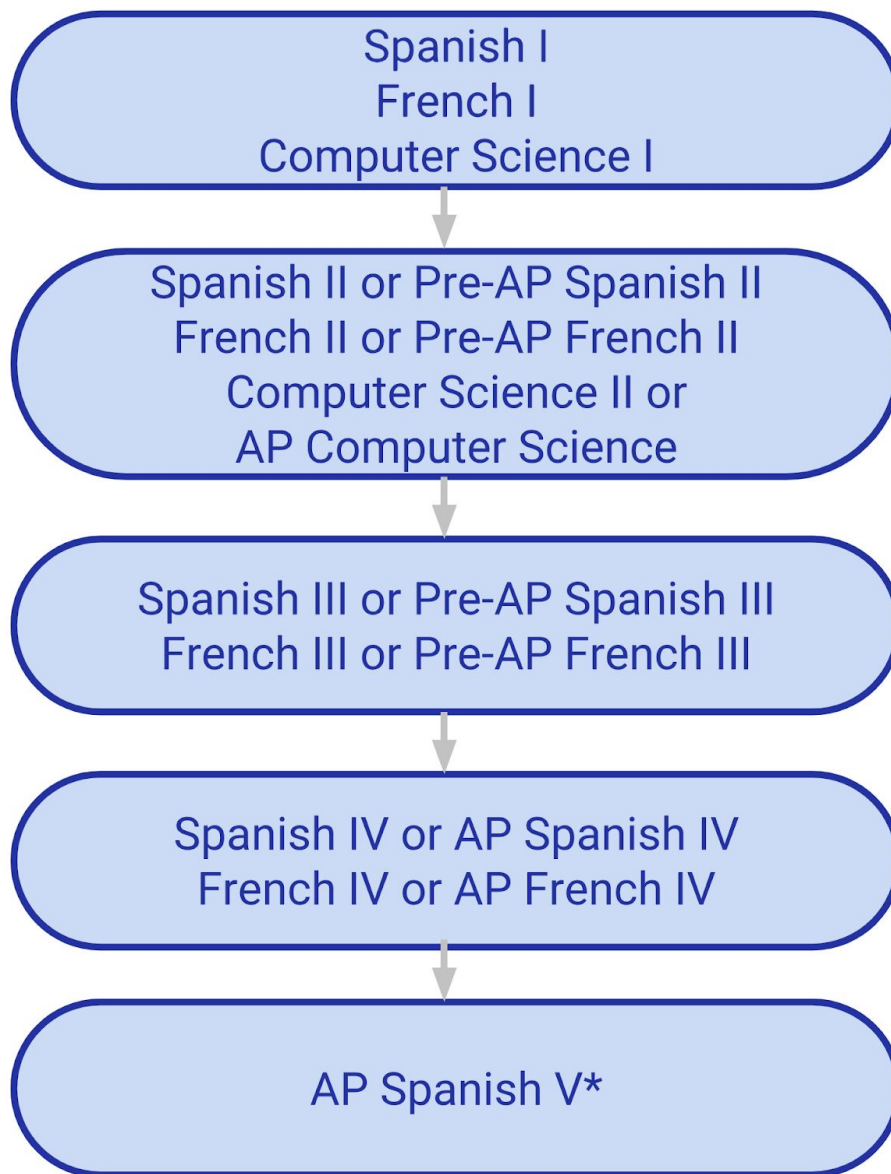 Spanish I
French I
Computer Science I
Spanish II or Pre-AP Spanish II
French II or Pre-AP French II
Computer Science II or
AP Computer Science
Spanish III or Pre-AP Spanish III
French III or Pre-AP French III
Spanish IV or AP Spanish IV
French IV or AP French IV
AP Spanish V*